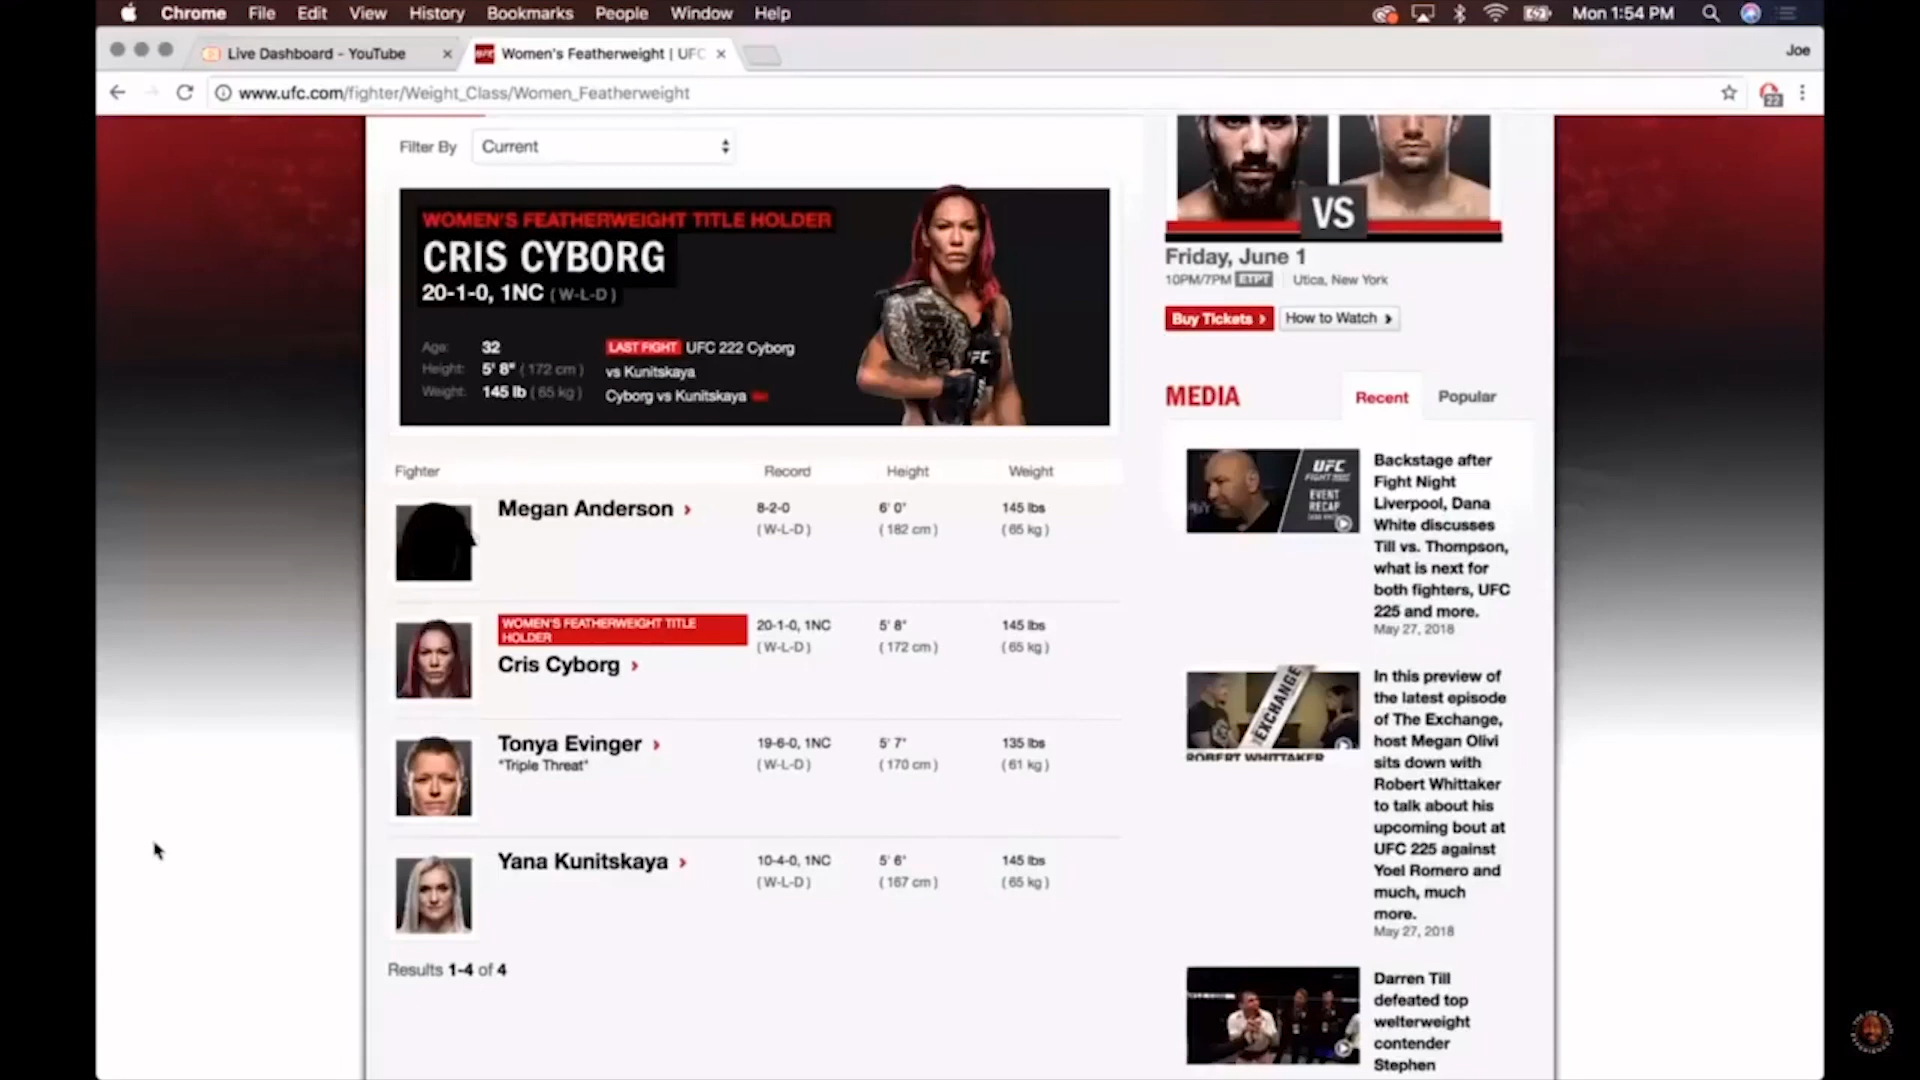 Chrome File Edit View History Bookmarks People Window Help
Mon 1:54 PM
Live Dashboard - YouTube
UFC Women's Featherweight | UFC
Joe
www.ufc.com/fighter/Weight_Class/Women_Featherweight
22
Filter By Current
WOMEN'S FEATHERWEIGHT TITLE HOLDER
CRIS CYBORG
20-1-0, 1NC (W-L-D)
Age: 32
Height: 5' 8" (172 cm)
Weight: 145 lb (65 kg)
LAST FIGHT UFC 222 Cyborg
vs Kunitskaya
Cyborg vs Kunitskaya
UFC
Fighter Record Height Weight
Megan Anderson 8-2-0 6' 0" 145 lbs
(W-L-D) (182 cm) (65 kg)
WOMEN'S FEATHERWEIGHT TITLE
HOLDER
20-1-0, 1NC 5' 8" 145 lbs
(W-L-D) (172 cm) (65 kg)
Cris Cyborg
Tonya Evinger 19-6-0, 1NC 5' 7" 135 lbs
"Triple Threat" (W-L-D) (170 cm) (61 kg)
Yana Kunitskaya 10-4-0, 1NC 5' 6" 145 lbs
(W-L-D) (167 cm) (65 kg)
Results 1-4 of 4
VS
Friday, June 1
10PM/7PM ETPT Utica, New York
Buy Tickets How to Watch
MEDIA Recent Popular
UFC
FIGHT NIGHT
EVENT
RECAP
Backstage after
Fight Night
Liverpool, Dana
White discusses
Till vs. Thompson,
what is next for
both fighters, UFC
225 and more.
May 27, 2018
EXCHANGE
ROBERT WHITTAKER
In this preview of
the latest episode
of The Exchange,
host Megan Olivi
sits down with
Robert Whittaker
to talk about his
upcoming bout at
UFC 225 against
Yoel Romero and
much, much
more.
May 27, 2018
Darren Till
defeated top
welterweight
contender
Stephen